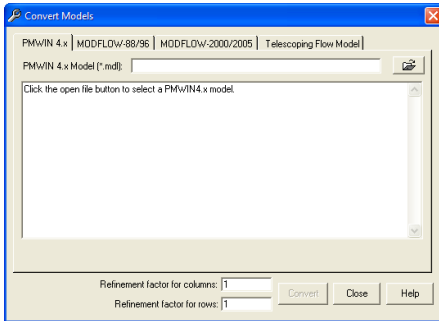 Convert Models
PMWIN 4.x MODFLOW-88/96 MODFLOW-2000/2005 Telescoping Flow Model
PMWIN 4.x Model (*.mdl):
Click the open file button to select a PMWIN4.x model.
Refinement factor for columns: 1
Refinement factor for rows: 1
Convert Close Help